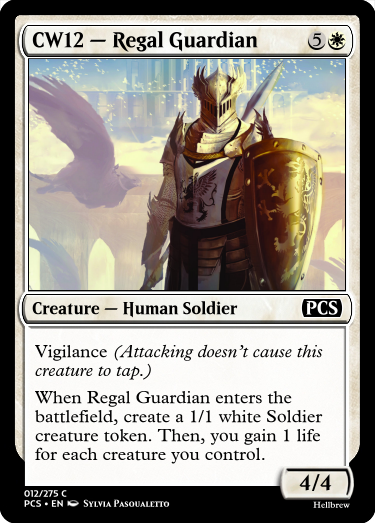 CW12 — Regal Guardian 5
Creature — Human Soldier PCS
Vigilance (Attacking doesn't cause this
creature to tap.)
When Regal Guardian enters the
battlefield, create a 1/1 white Soldier
creature token. Then, you gain 1 life
for each creature you control.
4/4
012/275 C
PCS • EN Sylvia Pasqualetto
Hellbrew